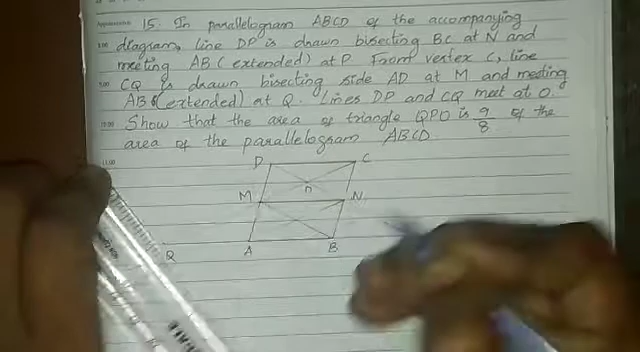 15. In parallelogram ABCD of the accompanying
diagram, line DP is drawn bisecting BC at N and
meeting AB (extended) at P. From vertex C, line
CQ is drawn bisecting side AD at M and meeting
AB (extended) at Q. Lines DP and CQ meet at O.
Show that the area of triangle QPO is 9/8 of the
area of the parallelogram ABCD.
D C
O
M N
Q A B